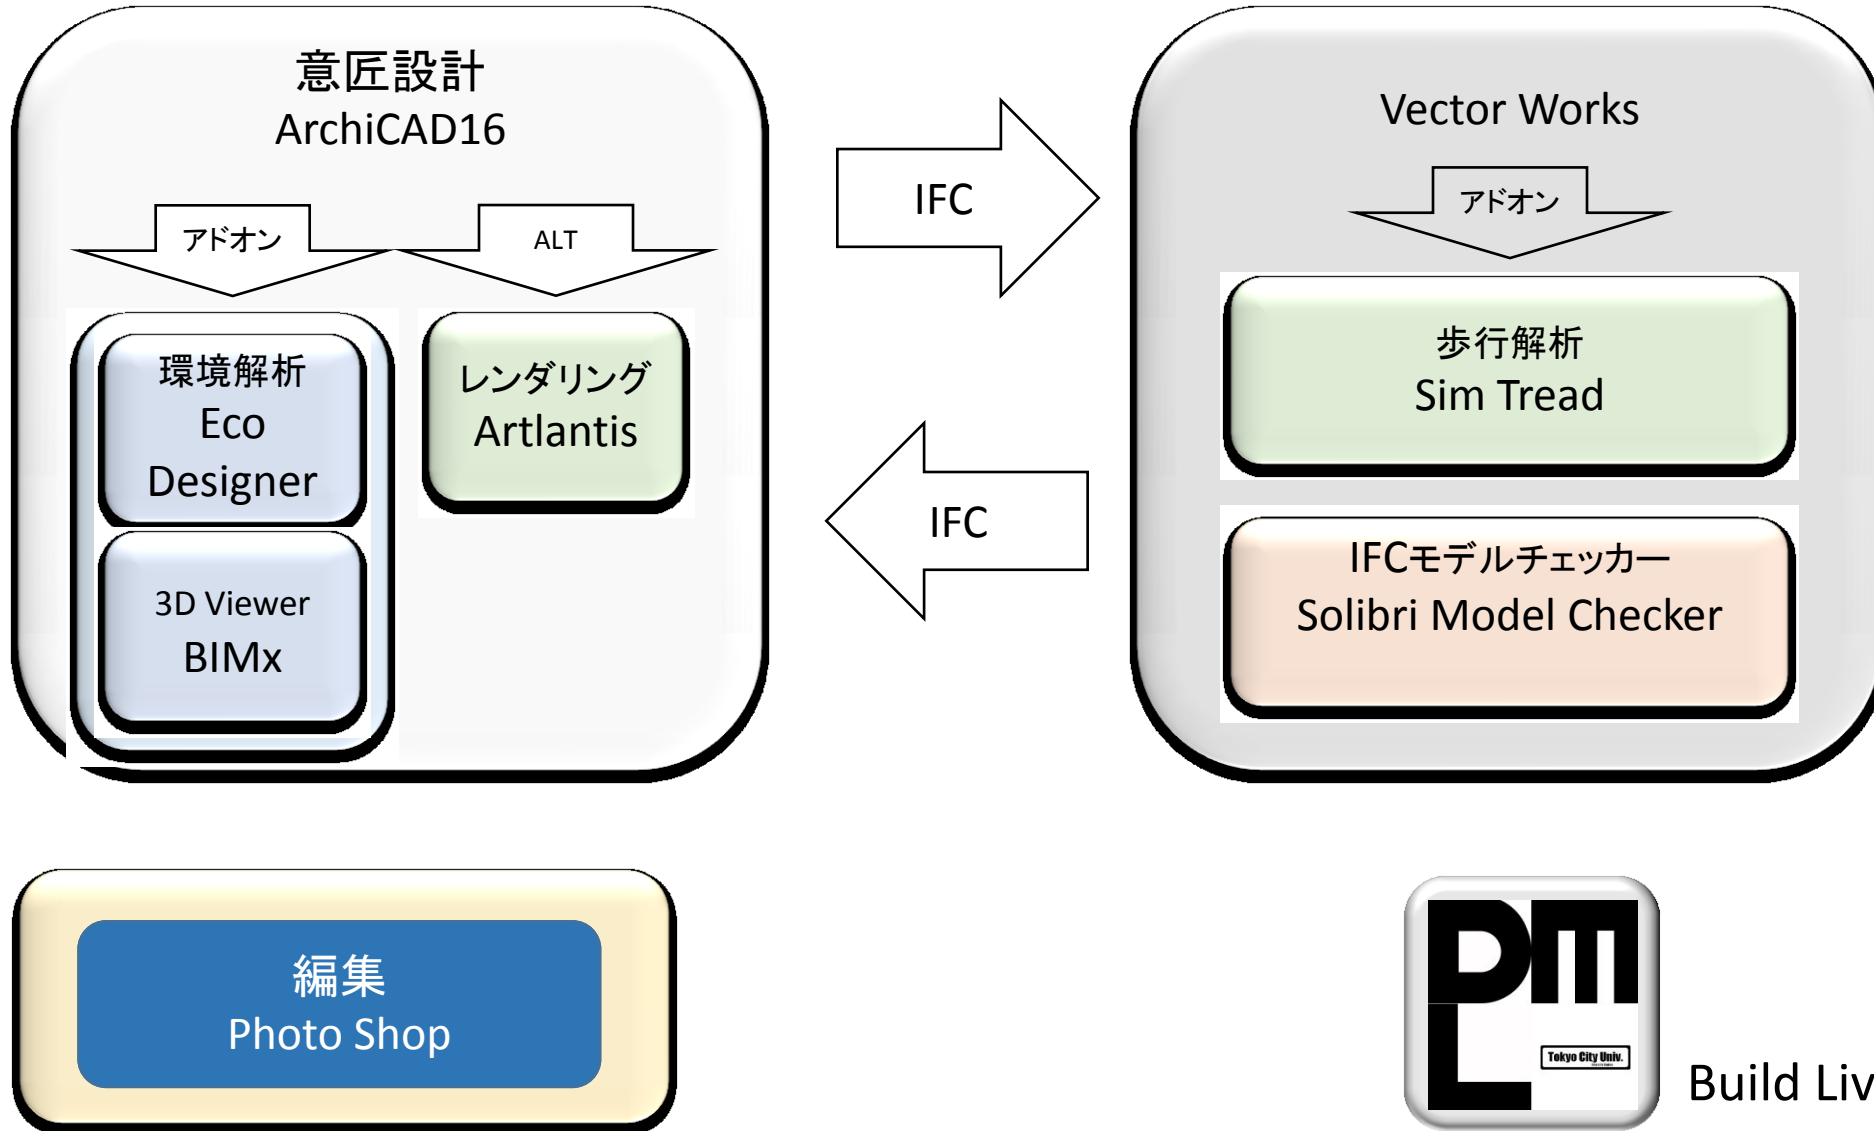 意匠設計
ArchiCAD16
アドオン
ALT
環境解析
Eco
Designer
レンダリング
Artlantis
3D Viewer
BIMx
IFC
IFC
Vector Works
アドオン
歩行解析
Sim Tread
IFCモデルチェッカー
Solibri Model Checker
編集
Photo Shop
PM
L
Tokyo City Univ.
Build Liv